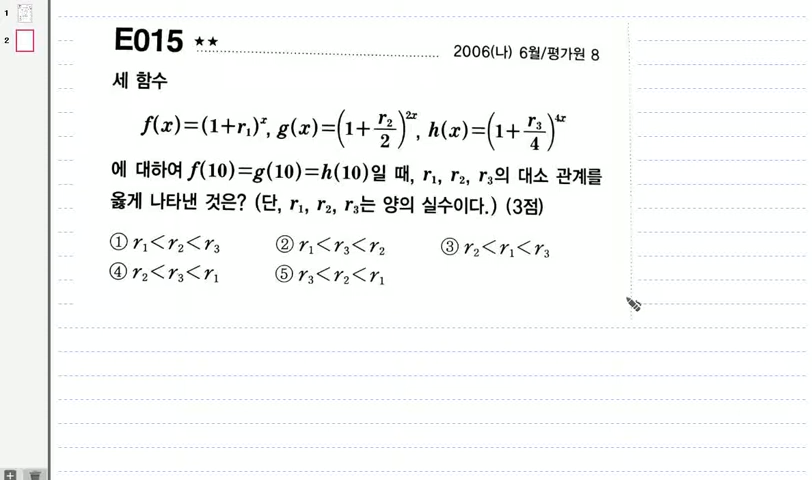 1
2
E015 ★★ 2006(나) 6월/평가원 8
세 함수
f(x)=(1+r₁)ˣ, g(x)=(1+r₂/2)²ˣ, h(x)=(1+r₃/4)⁴ˣ
에 대하여 f(10)=g(10)=h(10)일 때, r₁, r₂, r₃의 대소 관계를
옳게 나타낸 것은? (단, r₁, r₂, r₃는 양의 실수이다.) (3점)
① r₁<r₂<r₃ ② r₁<r₃<r₂ ③ r₂<r₁<r₃
④ r₂<r₃<r₁ ⑤ r₃<r₂<r₁